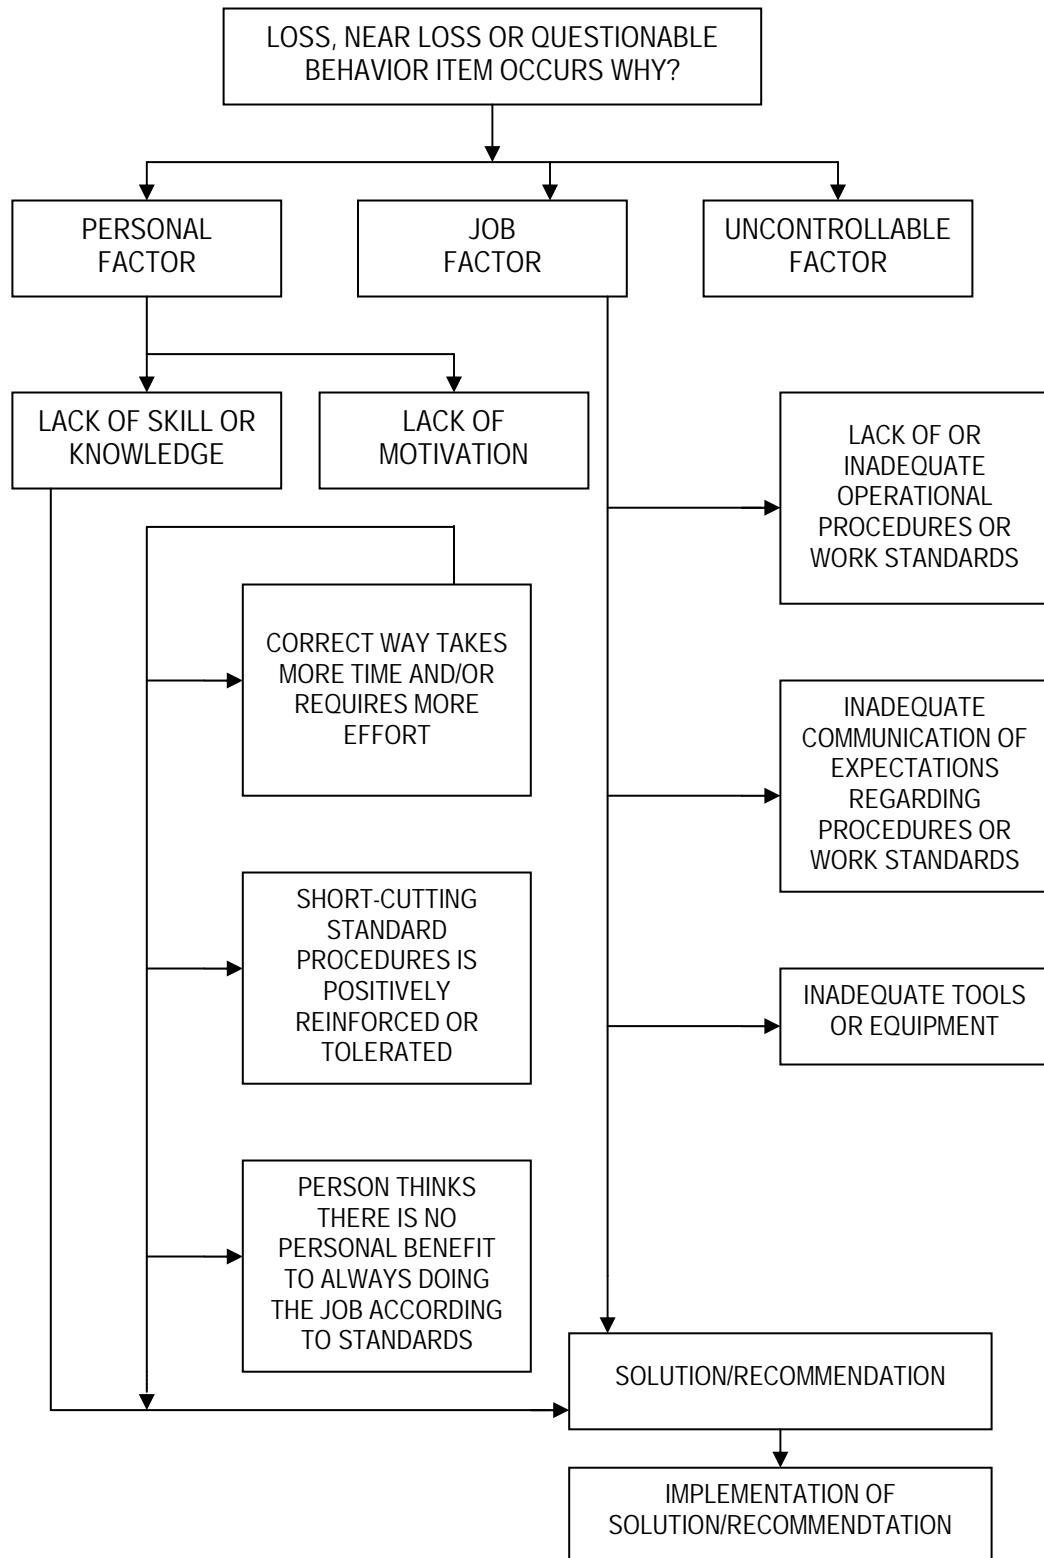 LOSS, NEAR LOSS OR QUESTIONABLE
BEHAVIOR ITEM OCCURS WHY?
PERSONAL
FACTOR
JOB
FACTOR
UNCONTROLLABLE
FACTOR
LACK OF SKILL OR
KNOWLEDGE
LACK OF
MOTIVATION
LACK OF OR
INADEQUATE
OPERATIONAL
PROCEDURES OR
WORK STANDARDS
CORRECT WAY TAKES
MORE TIME AND/OR
REQUIRES MORE
EFFORT
INADEQUATE
COMMUNICATION OF
EXPECTATIONS
REGARDING
PROCEDURES OR
WORK STANDARDS
SHORT-CUTTING
STANDARD
PROCEDURES IS
POSITIVELY
REINFORCED OR
TOLERATED
INADEQUATE TOOLS
OR EQUIPMENT
PERSON THINKS
THERE IS NO
PERSONAL BENEFIT
TO ALWAYS DOING
THE JOB ACCORDING
TO STANDARDS
SOLUTION/RECOMMENDATION
IMPLEMENTATION OF
SOLUTION/RECOMMENDTATION